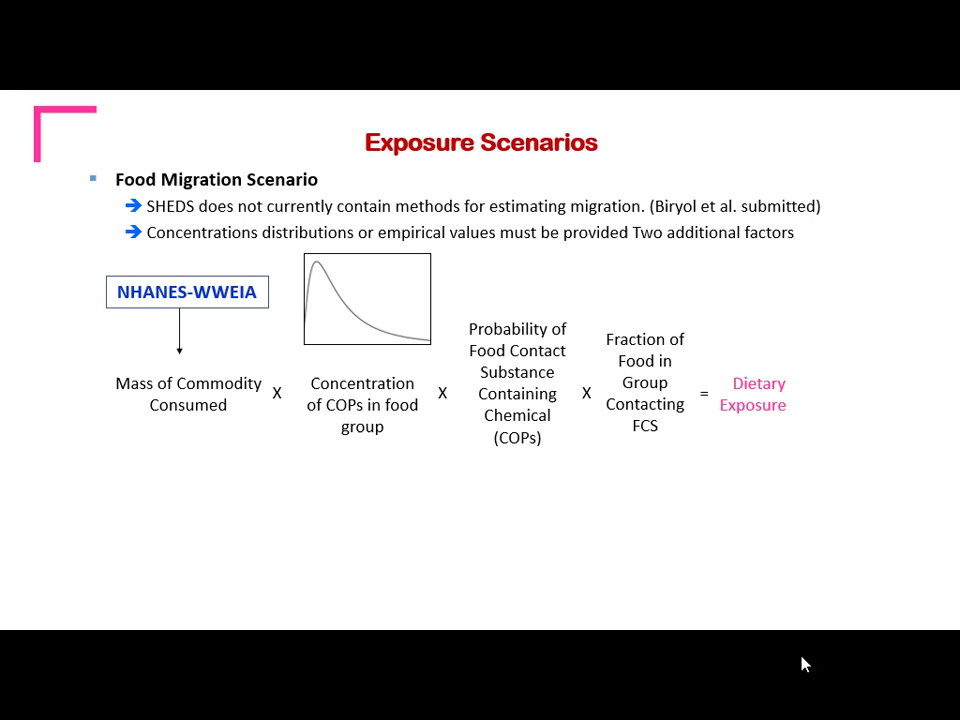 Exposure Scenarios
Food Migration Scenario
SHEDS does not currently contain methods for estimating migration. (Biryol et al. submitted)
Concentrations distributions or empirical values must be provided Two additional factors
NHANES-WWEIA
Mass of Commodity
Consumed
X
Concentration
of COPs in food
group
X
Probability of
Food Contact
Substance
Containing
Chemical
(COPs)
X
Fraction of
Food in
Group
Contacting
FCS
=
Dietary
Exposure